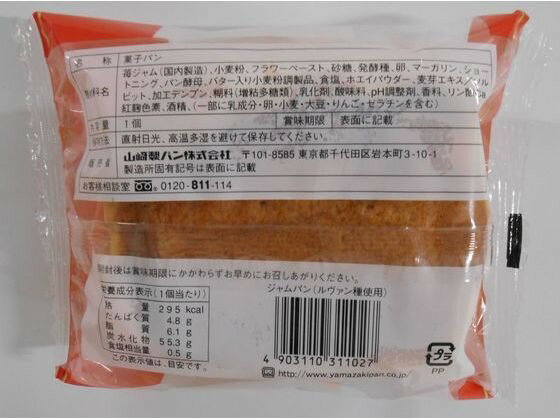 名 称 菓子パン
原材料名 苺ジャム(国内製造)、小麦粉、フラワーペースト、砂糖、発酵種、卵、マーガリン、ショー
トニング、パン酵母、バター入り小麦粉調製品、食塩、ホエイパウダー、麦芽エキス
ビット、加工デンプン、糊料(増粘多糖類)、乳化剤、酸味料、pH調整剤、香料、リン酸Ca
紅麹色素、酒精、(一部に乳成分・卵・小麦・大豆・りんご・ゼラチンを含む)
内容量 1個 賞味期限 表面に記載
保存方法 直射日光、高温多湿を避けて保存してください。
販売者 山崎製パン株式会社 〒101-8585 東京都千代田区岩本町3-10-1
製造所固有記号は表面に記載
お客様相談室 0120-811-114
開封後は賞味期限にかかわらずお早めにお召しあがりください。
栄養成分表示(1個当たり)
熱量 295 kcal
たんぱく質 4.8 g
脂質 6.1 g
炭水化物 55.3 g
食塩相当量 0.5 g
この表示値は、目安です。
ジャムパン(ルヴァン種使用)
4 903110 311027
http://www.yamazakipan.co.jp/
プラ
PP